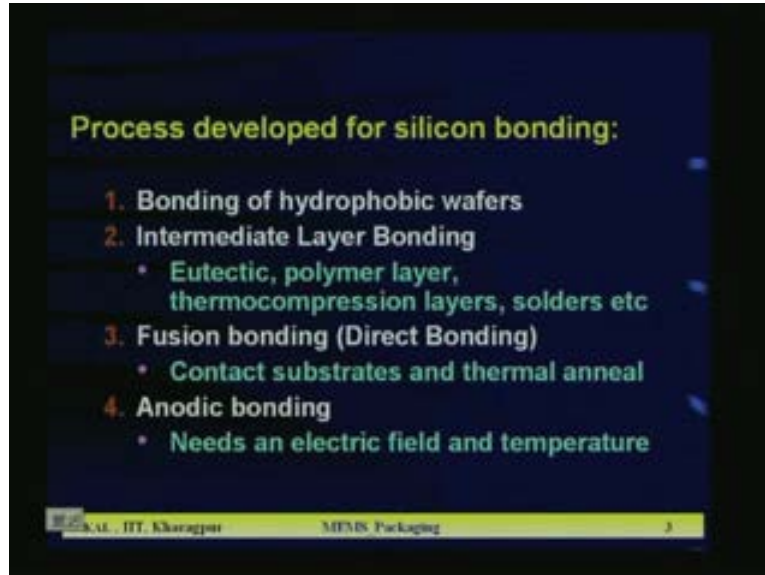 Process developed for silicon bonding:
1. Bonding of hydrophobic wafers
2. Intermediate Layer Bonding
• Eutectic, polymer layer,
thermocompression layers, solders etc
3. Fusion bonding (Direct Bonding)
• Contact substrates and thermal anneal
4. Anodic bonding
• Needs an electric field and temperature
KAL, IIT, Kharagpur MEMS_Packaging 3